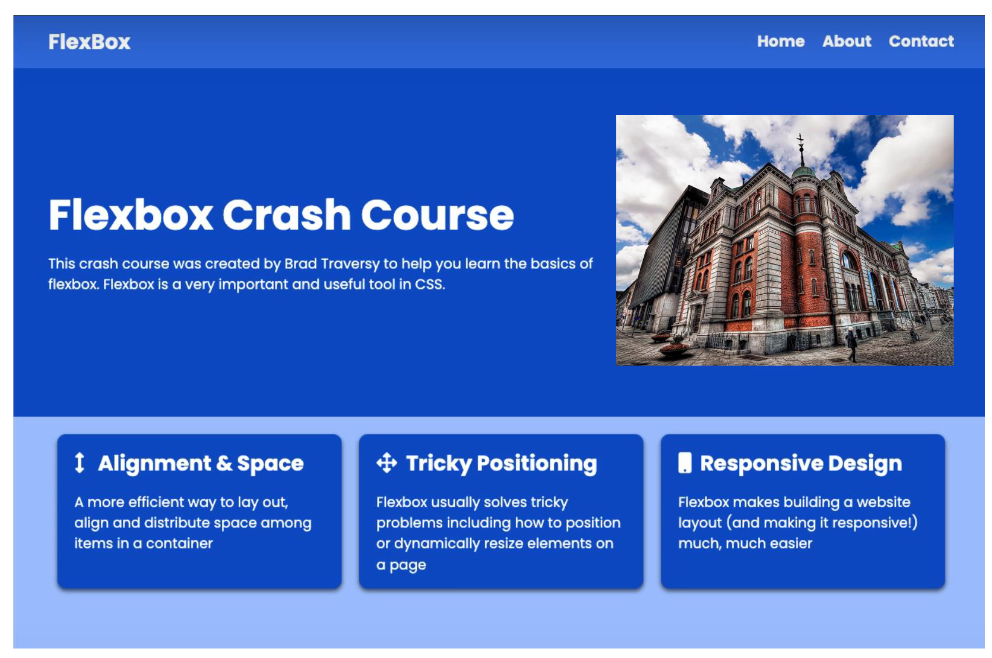 FlexBox
Home About Contact
Flexbox Crash Course
This crash course was created by Brad Traversy to help you learn the basics of
flexbox. Flexbox is a very important and useful tool in CSS.
Alignment & Space
A more efficient way to lay out,
align and distribute space among
items in a container
Tricky Positioning
Flexbox usually solves tricky
problems including how to position
or dynamically resize elements on
a page
Responsive Design
Flexbox makes building a website
layout (and making it responsive!)
much, much easier